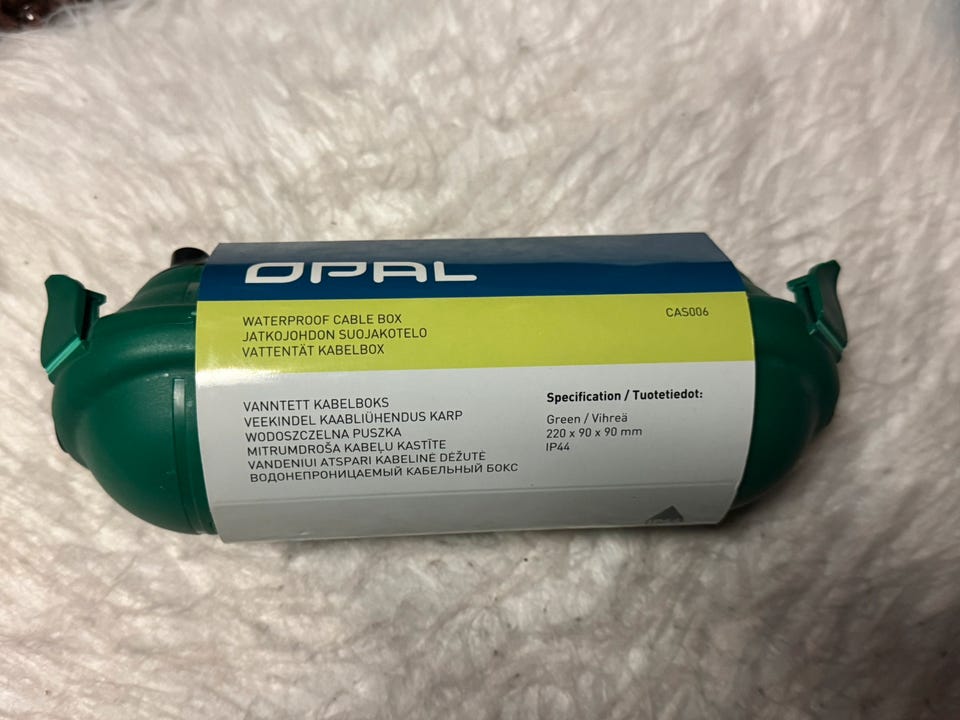 OPAL
WATERPROOF CABLE BOX
JATKOJOHDON SUOJAKOTELO
VATTENTÄT KABELBOX
CAS006
VANNTETT KABELBOKS
VEEKINDEL KAABLIÜHENDUS KARP
WODOSZCZELNA PUSZKA
MITRUMDROŠA KABEĻU KASTĪTE
VANDENIUI ATSPARI KABELINĖ DĖŽUTĖ
ВОДОНЕПРОНИЦАЕМЫЙ КАБЕЛЬНЫЙ БОКС
Specification / Tuotetiedot:
Green / Vihreä
220 x 90 x 90 mm
IP44